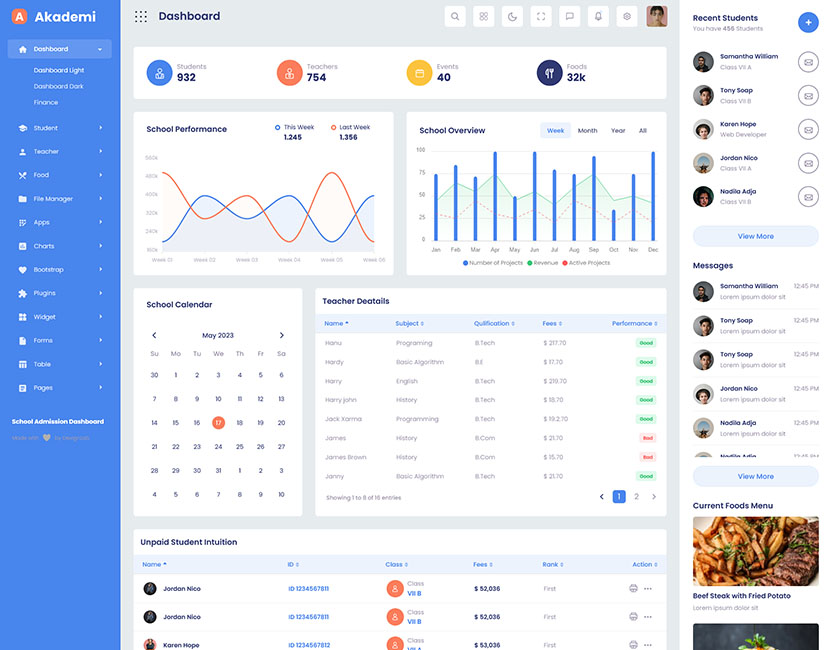 Akademi
Dashboard
Dashboard Light
Dashboard Dark
Finance
Student
Teacher
Food
File Manager
Apps
Charts
Bootstrap
Plugins
Widget
Forms
Table
Pages
School Admission Dashboard
Made with by
Dashboard
Students
932
Teachers
754
Events
40
Foods
32k
School Performance
This Week
1.245
Last Week
1.356
560k
480k
400k
320k
240k
160k
Week 01 Week 02 Week 03 Week 04 Week 05 Week 06
School Overview
Week Month Year All
100
75
50
25
0
Jan Feb Mar Apr May Jun Jul Aug Sep Oct Nov Dec
Number of Projects Revenue Active Projects
School Calendar
May 2023
Su Mo Tu We Th Fr Sa
30 1 2 3 4 5 6
7 8 9 10 11 12 13
14 15 16 17 18 19 20
21 22 23 24 25 26 27
28 29 30 31 1 2 3
4 5 6 7 8 9 10
Teacher Deatails
Name Subject Qulification Fees Performance
Hanu Programing B.Tech $ 217.70 Good
Hardy Basic Algorithm B.E $ 17.70 Good
Harry English B.Tech $ 219.70 Good
Harry john History B.Tech $ 18.70 Good
Jack Karma Programming B.Tech $ 19.2.70 Good
James History B.Com $ 21.70 Bad
James Brown History B.Com $ 15.70 Bad
Janny Basic Algorithm B.Tech $ 21.70 Good
Showing 1 to 8 of 16 entries
1 2
Unpaid Student Intuition
Name ID Class Fees Rank Action
Jordan Nico ID 1234567811 Class VII B $ 52,036 First
Jordan Nico ID 1234567811 Class VII B $ 52,036 First
Karen Hope ID 1234567812 Class VII A $ 53,036 First
Recent Students
You have 456 Students
Samantha William
Class VII A
Tony Soap
Class VII B
Karen Hope
Web Developer
Jordan Nico
Class VII A
Nadila Adja
Class VII B
View More
Messages
Samantha William 12:45 PM
Lorem ipsum dolor sit
Tony Soap 12:45 PM
Lorem ipsum dolor sit
Tony Soap 12:45 PM
Lorem ipsum dolor sit
Jordan Nico 12:45 PM
Lorem ipsum dolor sit
Nadila Adja 12:45 PM
Lorem ipsum dolor sit
Nadila Adja 12:45 PM
View More
Current Foods Menu
Beef Steak with Fried Potato
Lorem ipsum dolor sit